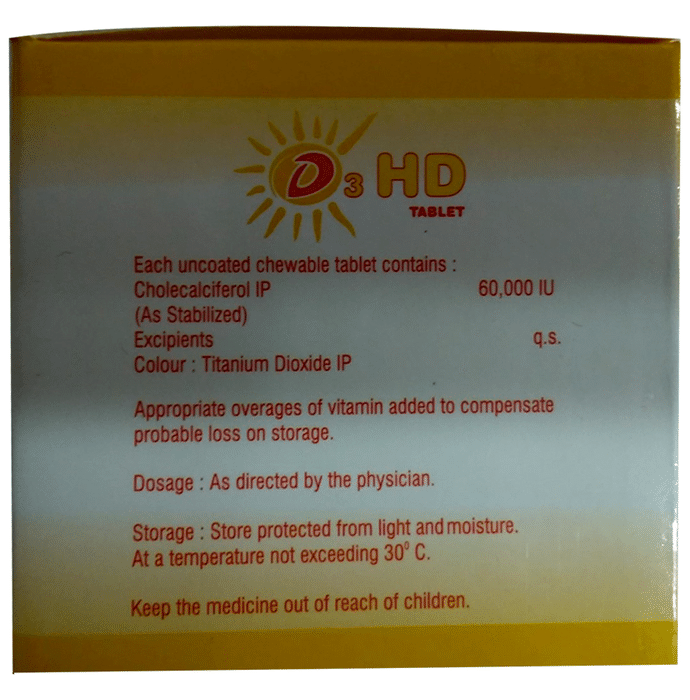 D3 HD
TABLET
Each uncoated chewable tablet contains :
Cholecalciferol IP 60,000 IU
(As Stabilized)
Excipients q.s.
Colour : Titanium Dioxide IP
Appropriate overages of vitamin added to compensate
probable loss on storage.
Dosage : As directed by the physician.
Storage : Store protected from light and moisture.
At a temperature not exceeding 30⁰ C.
Keep the medicine out of reach of children.